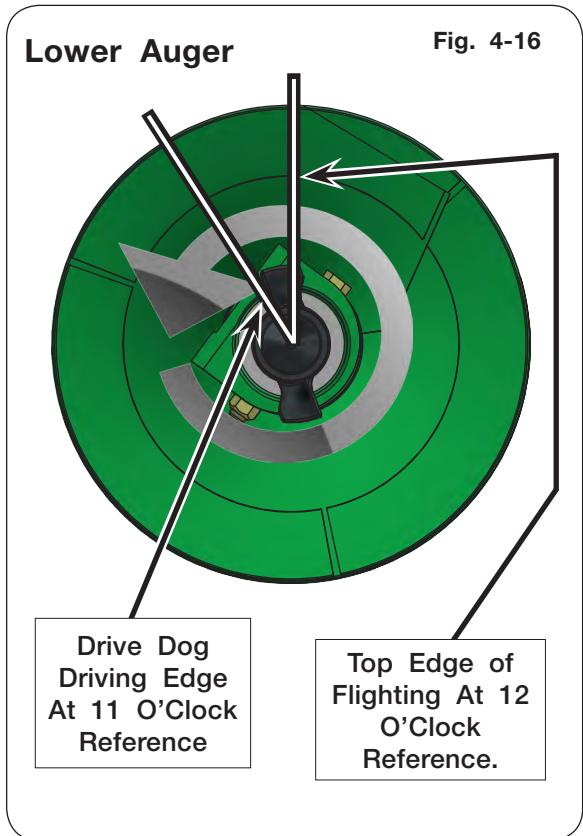 Lower Auger
Fig. 4-16
Drive Dog
Driving Edge
At 11 O’Clock
Reference
Top Edge of
Flighting At 12
O’Clock
Reference.